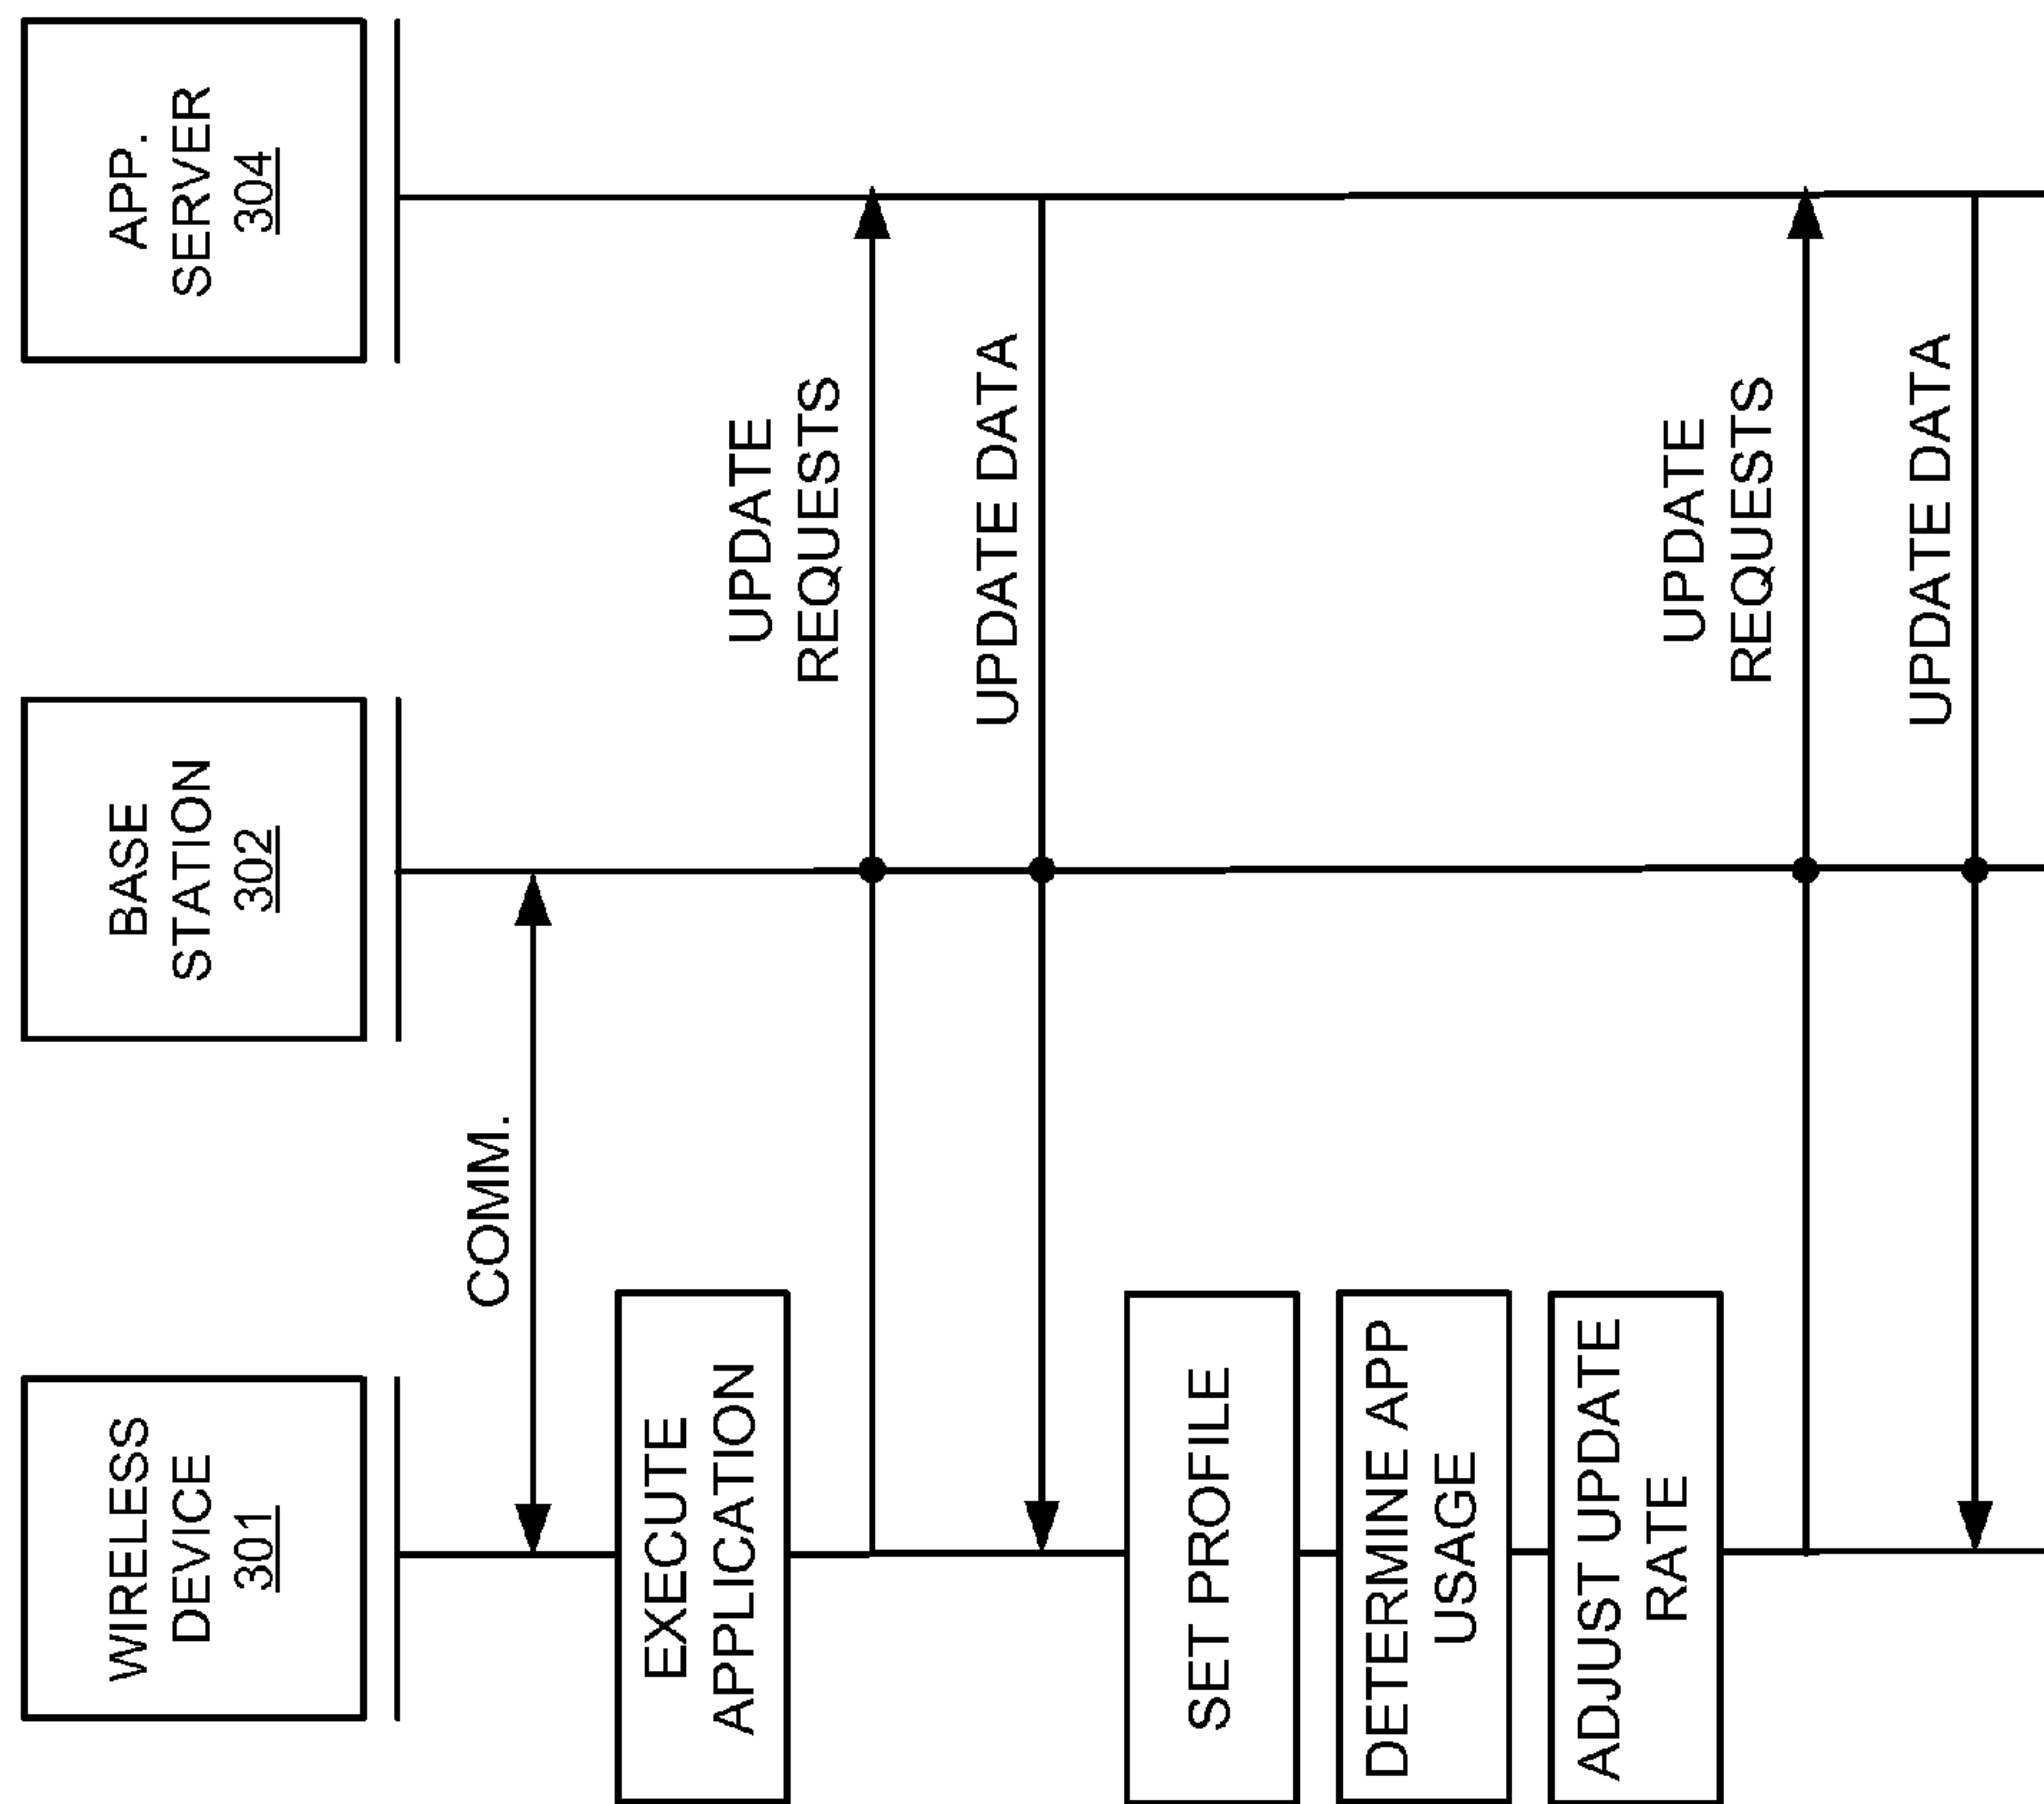 WIRELESS
DEVICE
301
BASE
STATION
302
APP.
SERVER
304
COMM.
EXECUTE
APPLICATION
UPDATE
REQUESTS
UPDATE DATA
SET PROFILE
DETERMINE APP
USAGE
ADJUST UPDATE
RATE
UPDATE
REQUESTS
UPDATE DATA